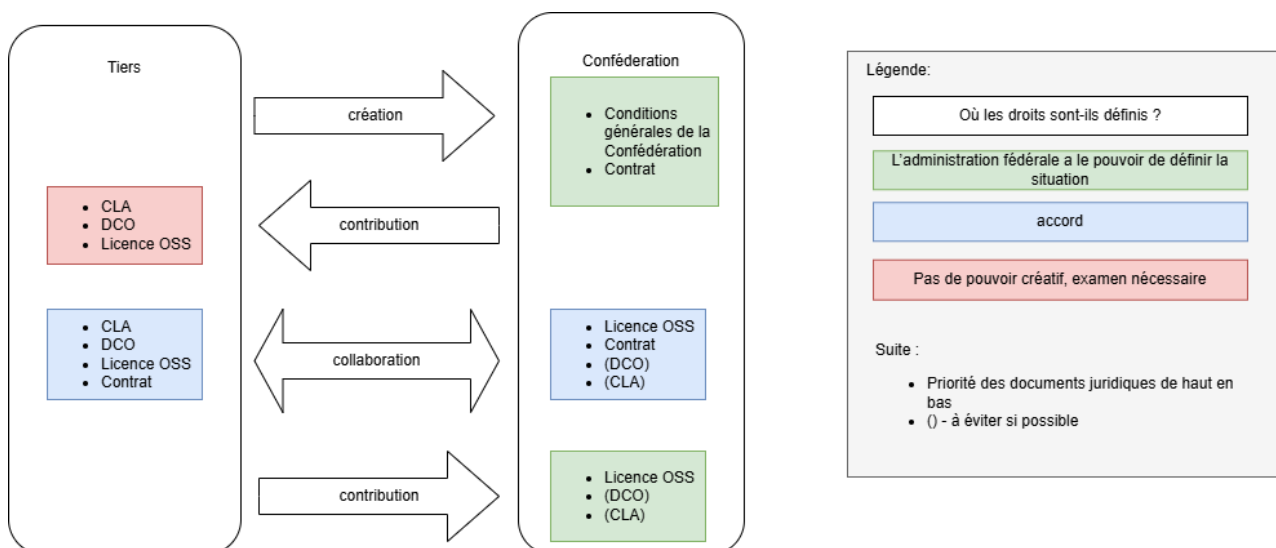 Tiers
Conféderation
création
• Conditions
générales de la
Confédération
• Contrat
• CLA
• DCO
• Licence OSS
contribution
• CLA
• DCO
• Licence OSS
• Contrat
collaboration
• Licence OSS
• Contrat
• (DCO)
• (CLA)
contribution
• Licence OSS
• (DCO)
• (CLA)
Légende:
Où les droits sont-ils définis ?
L'administration fédérale a le pouvoir de définir la
situation
accord
Pas de pouvoir créatif, examen nécessaire
Suite :
• Priorité des documents juridiques de haut en
bas
• () - à éviter si possible